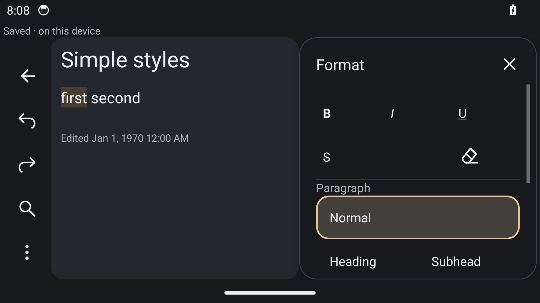 8:08
Saved · on this device
Simple styles
first second
Edited Jan 1, 1970 12:00 AM
Format
B I U
S
Paragraph
Normal
Heading Subhead